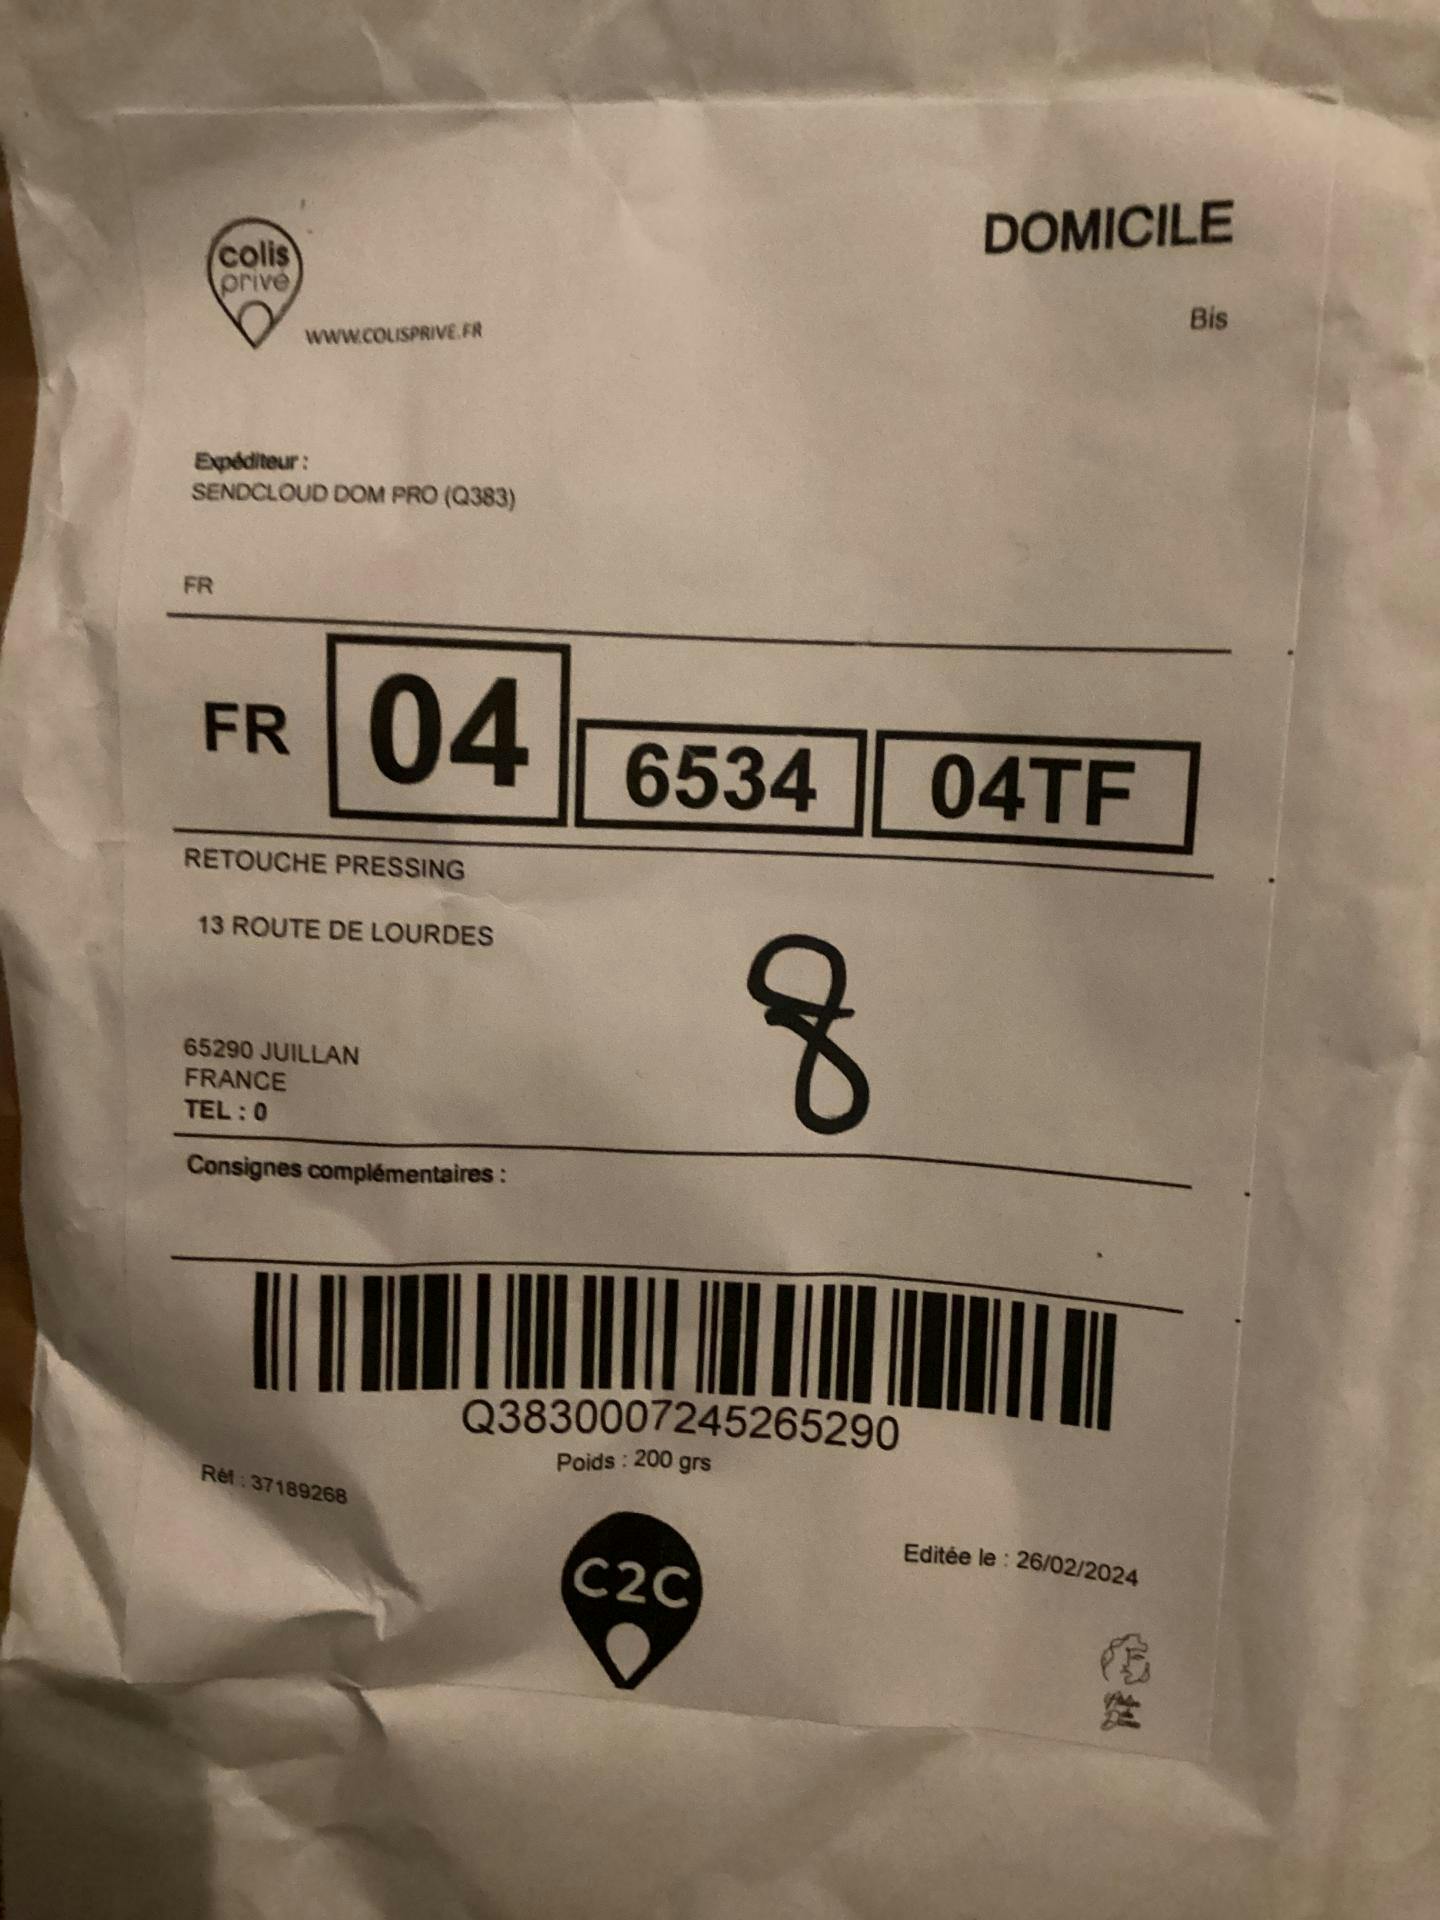 colis
privé
WWW.COLISPRIVE.FR
DOMICILE
Bis
Expéditeur :
SENDCLOUD DOM PRO (Q383)
FR
FR 04 6534 04TF
RETOUCHE PRESSING
13 ROUTE DE LOURDES
8
65290 JUILLAN
FRANCE
TEL : 0
Consignes complémentaires :
Q3830007245265290
Poids : 200 grs
Réf : 37189268
C2C
Editée le : 26/02/2024